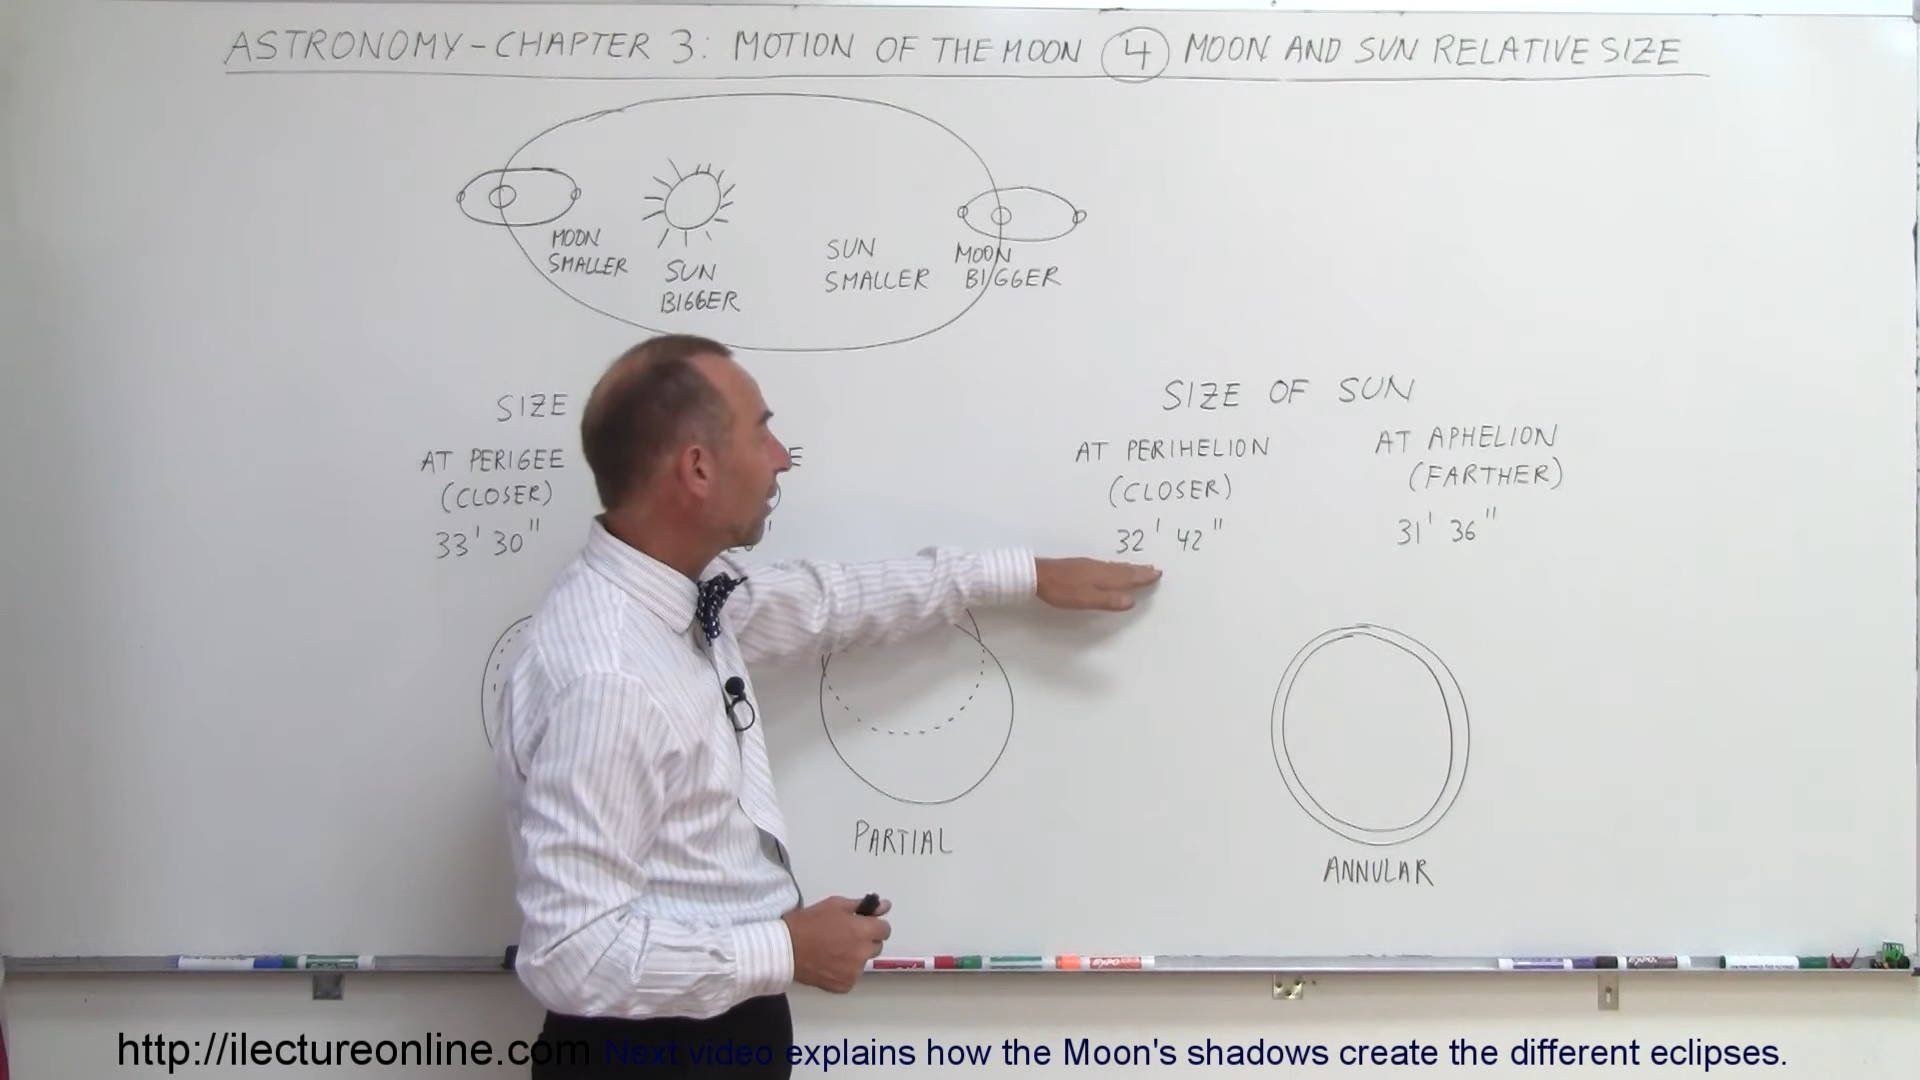 ASTRONOMY - CHAPTER 3: MOTION OF THE MOON 4 MOON AND SUN RELATIVE SIZE
MOON
SMALLER
SUN
BIGGER
SUN
SMALLER
MOON
BIGGER
SIZE
AT PERIGEE
(CLOSER)
33' 30"
SIZE OF SUN
AT PERIHELION
(CLOSER)
32' 42"
AT APHELION
(FARTHER)
31' 36"
PARTIAL
ANNULAR
http://ilectureonline.com Next video explains how the Moon's shadows create the different eclipses.